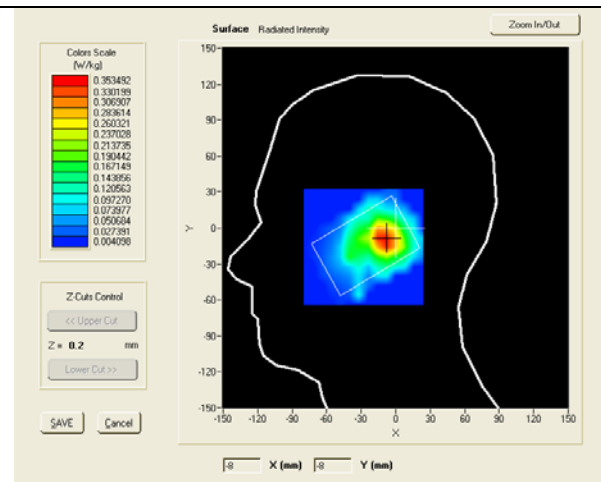 Surface Radiated Intensity
Zoom In/Out
Colors Scale
(W/kg)
0.353492
0.330199
0.306907
0.283614
0.260321
0.237028
0.213735
0.190442
0.167149
0.143856
0.120563
0.097270
0.073977
0.050684
0.027391
0.004098
Z-Cuts Control
<< Upper Cut
Z = 0.2 mm
Lower Cut >>
SAVE Cancel
150
120
90
60
30
0
-30
-60
-90
-120
-150
Y
-150 -120 -90 -60 -30 0 30 60 90 120 150
X
-8 X (mm) -8 Y (mm)